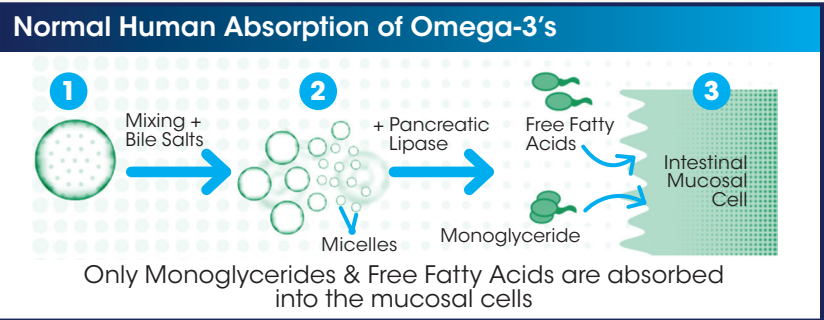 Normal Human Absorption of Omega-3's
1
2
3
Mixing +
Bile Salts
+ Pancreatic
Lipase
Free Fatty
Acids
Intestinal
Mucosal
Cell
Micelles
Monoglyceride
Only Monoglycerides & Free Fatty Acids are absorbed
into the mucosal cells